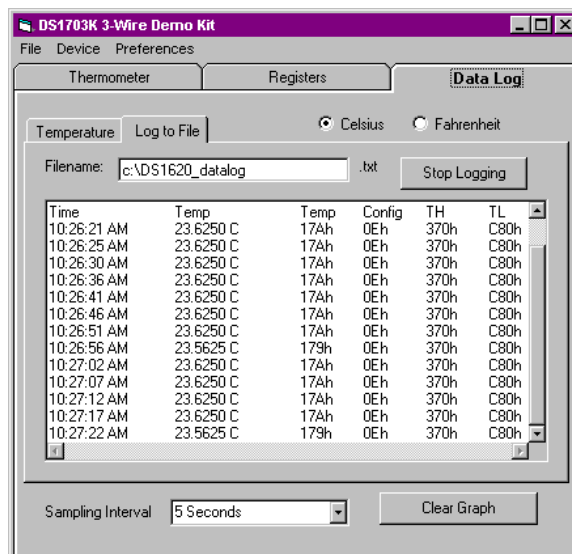 DS1703K 3-Wire Demo Kit
File Device Preferences
Thermometer Registers Data Log
Temperature Log to File Celsius Fahrenheit
Filename: c:\DS1620_datalog .txt Stop Logging
Time Temp Temp Config TH TL
10:26:21 AM 23.6250 C 17Ah 0Eh 370h C80h
10:26:25 AM 23.6250 C 17Ah 0Eh 370h C80h
10:26:30 AM 23.6250 C 17Ah 0Eh 370h C80h
10:26:36 AM 23.6250 C 17Ah 0Eh 370h C80h
10:26:41 AM 23.6250 C 17Ah 0Eh 370h C80h
10:26:46 AM 23.6250 C 17Ah 0Eh 370h C80h
10:26:51 AM 23.6250 C 17Ah 0Eh 370h C80h
10:26:56 AM 23.5625 C 179h 0Eh 370h C80h
10:27:02 AM 23.6250 C 17Ah 0Eh 370h C80h
10:27:07 AM 23.6250 C 17Ah 0Eh 370h C80h
10:27:12 AM 23.6250 C 17Ah 0Eh 370h C80h
10:27:17 AM 23.6250 C 17Ah 0Eh 370h C80h
10:27:22 AM 23.5625 C 179h 0Eh 370h C80h
Sampling Interval 5 Seconds Clear Graph